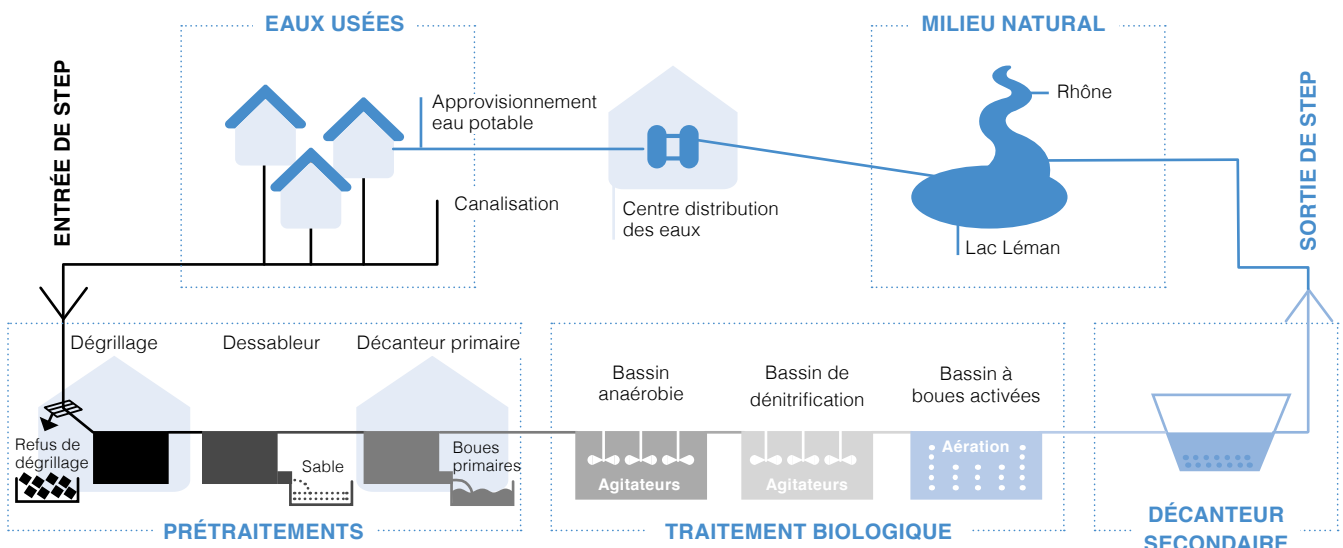 EAUX USÉES
MILIEU NATURAL
ENTRÉE DE STEP
Approvisionnement
eau potable
Rhône
Canalisation
Centre distribution
des eaux
Lac Léman
SORTIE DE STEP
Dégrillage
Dessableur
Décanteur primaire
Bassin
anaérobie
Bassin de
dénitrification
Bassin à
boues activées
Refus de
dégrillage
Sable
Boues
primaires
Agitateurs
Agitateurs
Aération
PRÉTRAITEMENTS
TRAITEMENT BIOLOGIQUE
DÉCANTEUR
SECONDAIRE